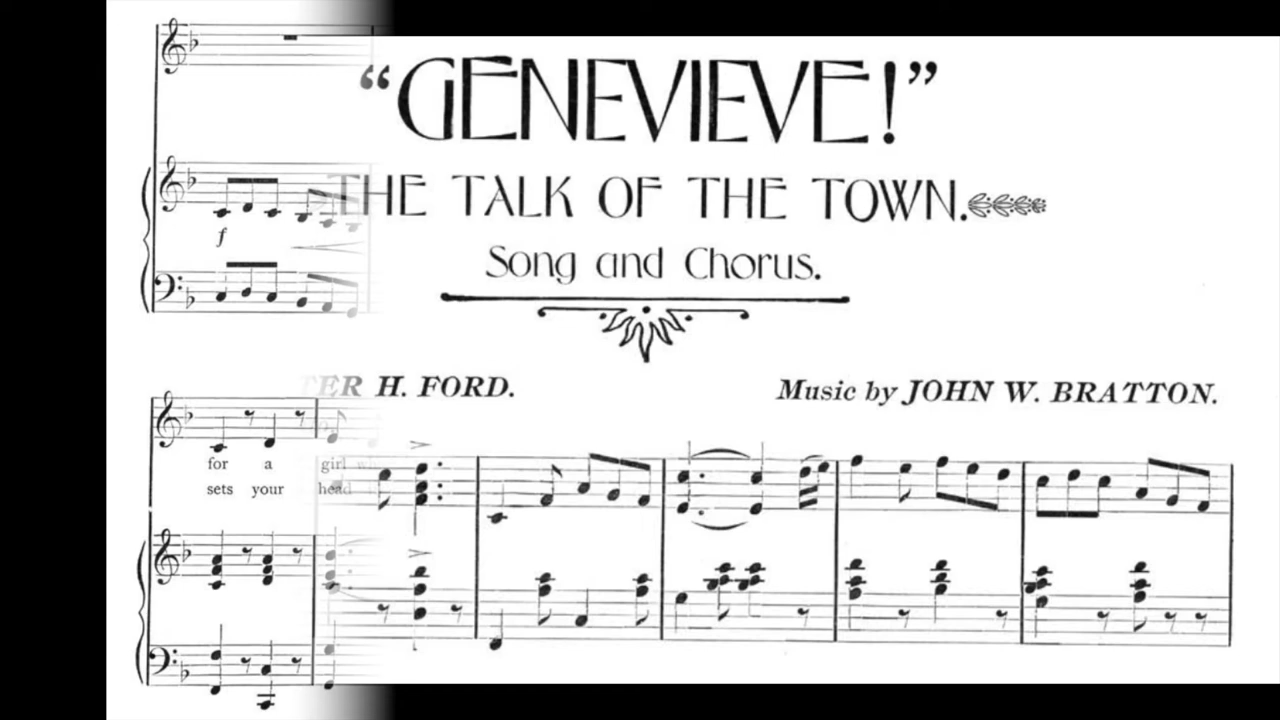 "GENEVIEVE!"
THE TALK OF THE TOWN.
Song and Chorus.
f
H. FORD.
Music by JOHN W. BRATTON.
for a girl
sets your head